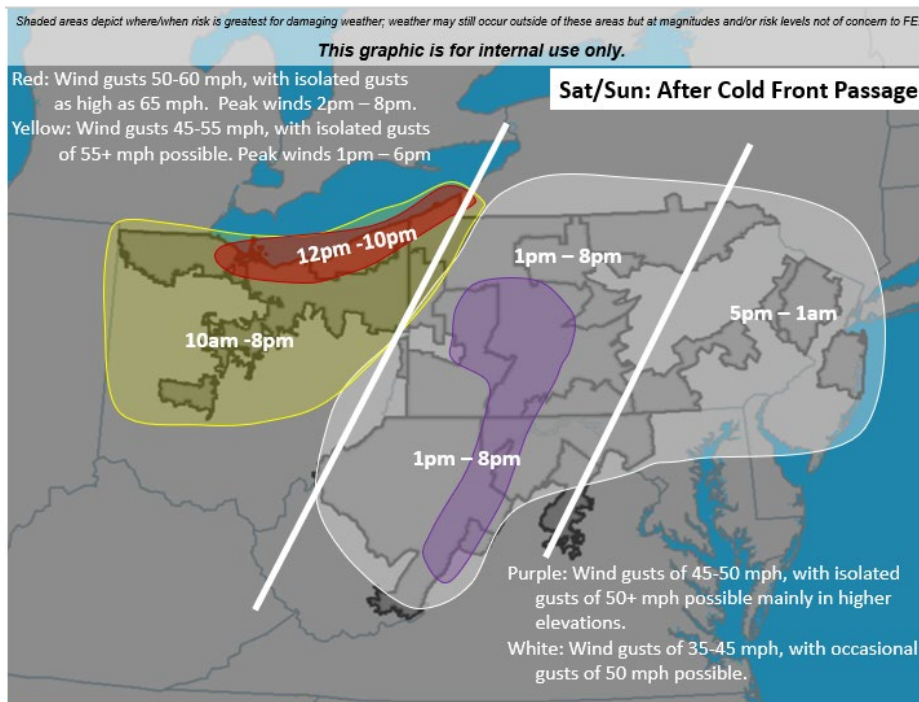 Shaded areas depict where/when risk is greatest for damaging weather; weather may still occur outside of these areas but at magnitudes and/or risk levels not of concern to FE.
This graphic is for internal use only.
Red: Wind gusts 50-60 mph, with isolated gusts
as high as 65 mph.  Peak winds 2pm – 8pm.
Yellow: Wind gusts 45-55 mph, with isolated gusts
of 55+ mph possible. Peak winds 1pm – 6pm
Sat/Sun: After Cold Front Passage
12pm -10pm
1pm – 8pm
5pm – 1am
10am -8pm
1pm – 8pm
Purple: Wind gusts of 45-50 mph, with isolated
gusts of 50+ mph possible mainly in higher
elevations.
White: Wind gusts of 35-45 mph, with occasional
gusts of 50 mph possible.